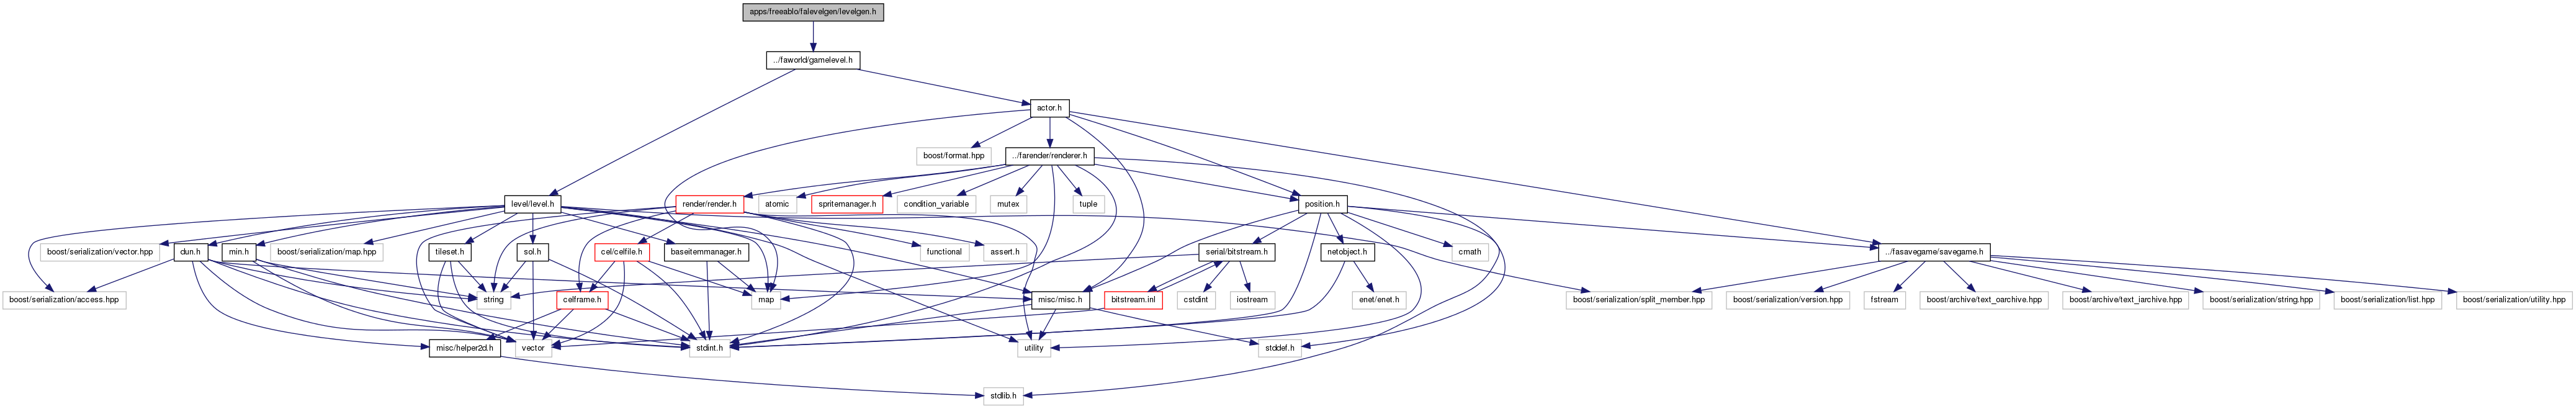 apps/freeablo/falevelgen/levelgen.h
../faworld/gamelevel.h
actor.h
boost/format.hpp
../farender/renderer.h
level/level.h
render/render.h
atomic
spritemanager.h
condition_variable
mutex
tuple
position.h
boost/serialization/vector.hpp
dun.h
min.h
boost/serialization/map.hpp
tileset.h
sol.h
cel/celfile.h
baseitemmanager.h
functional
assert.h
serial/bitstream.h
netobject.h
cmath
../fasavegame/savegame.h
boost/serialization/access.hpp
string
celframe.h
map
misc/misc.h
bitstream.inl
cstdint
iostream
enet/enet.h
boost/serialization/split_member.hpp
boost/serialization/version.hpp
fstream
boost/archive/text_oarchive.hpp
boost/archive/text_iarchive.hpp
boost/serialization/string.hpp
boost/serialization/list.hpp
boost/serialization/utility.hpp
misc/helper2d.h
vector
stdint.h
utility
stddef.h
stdlib.h